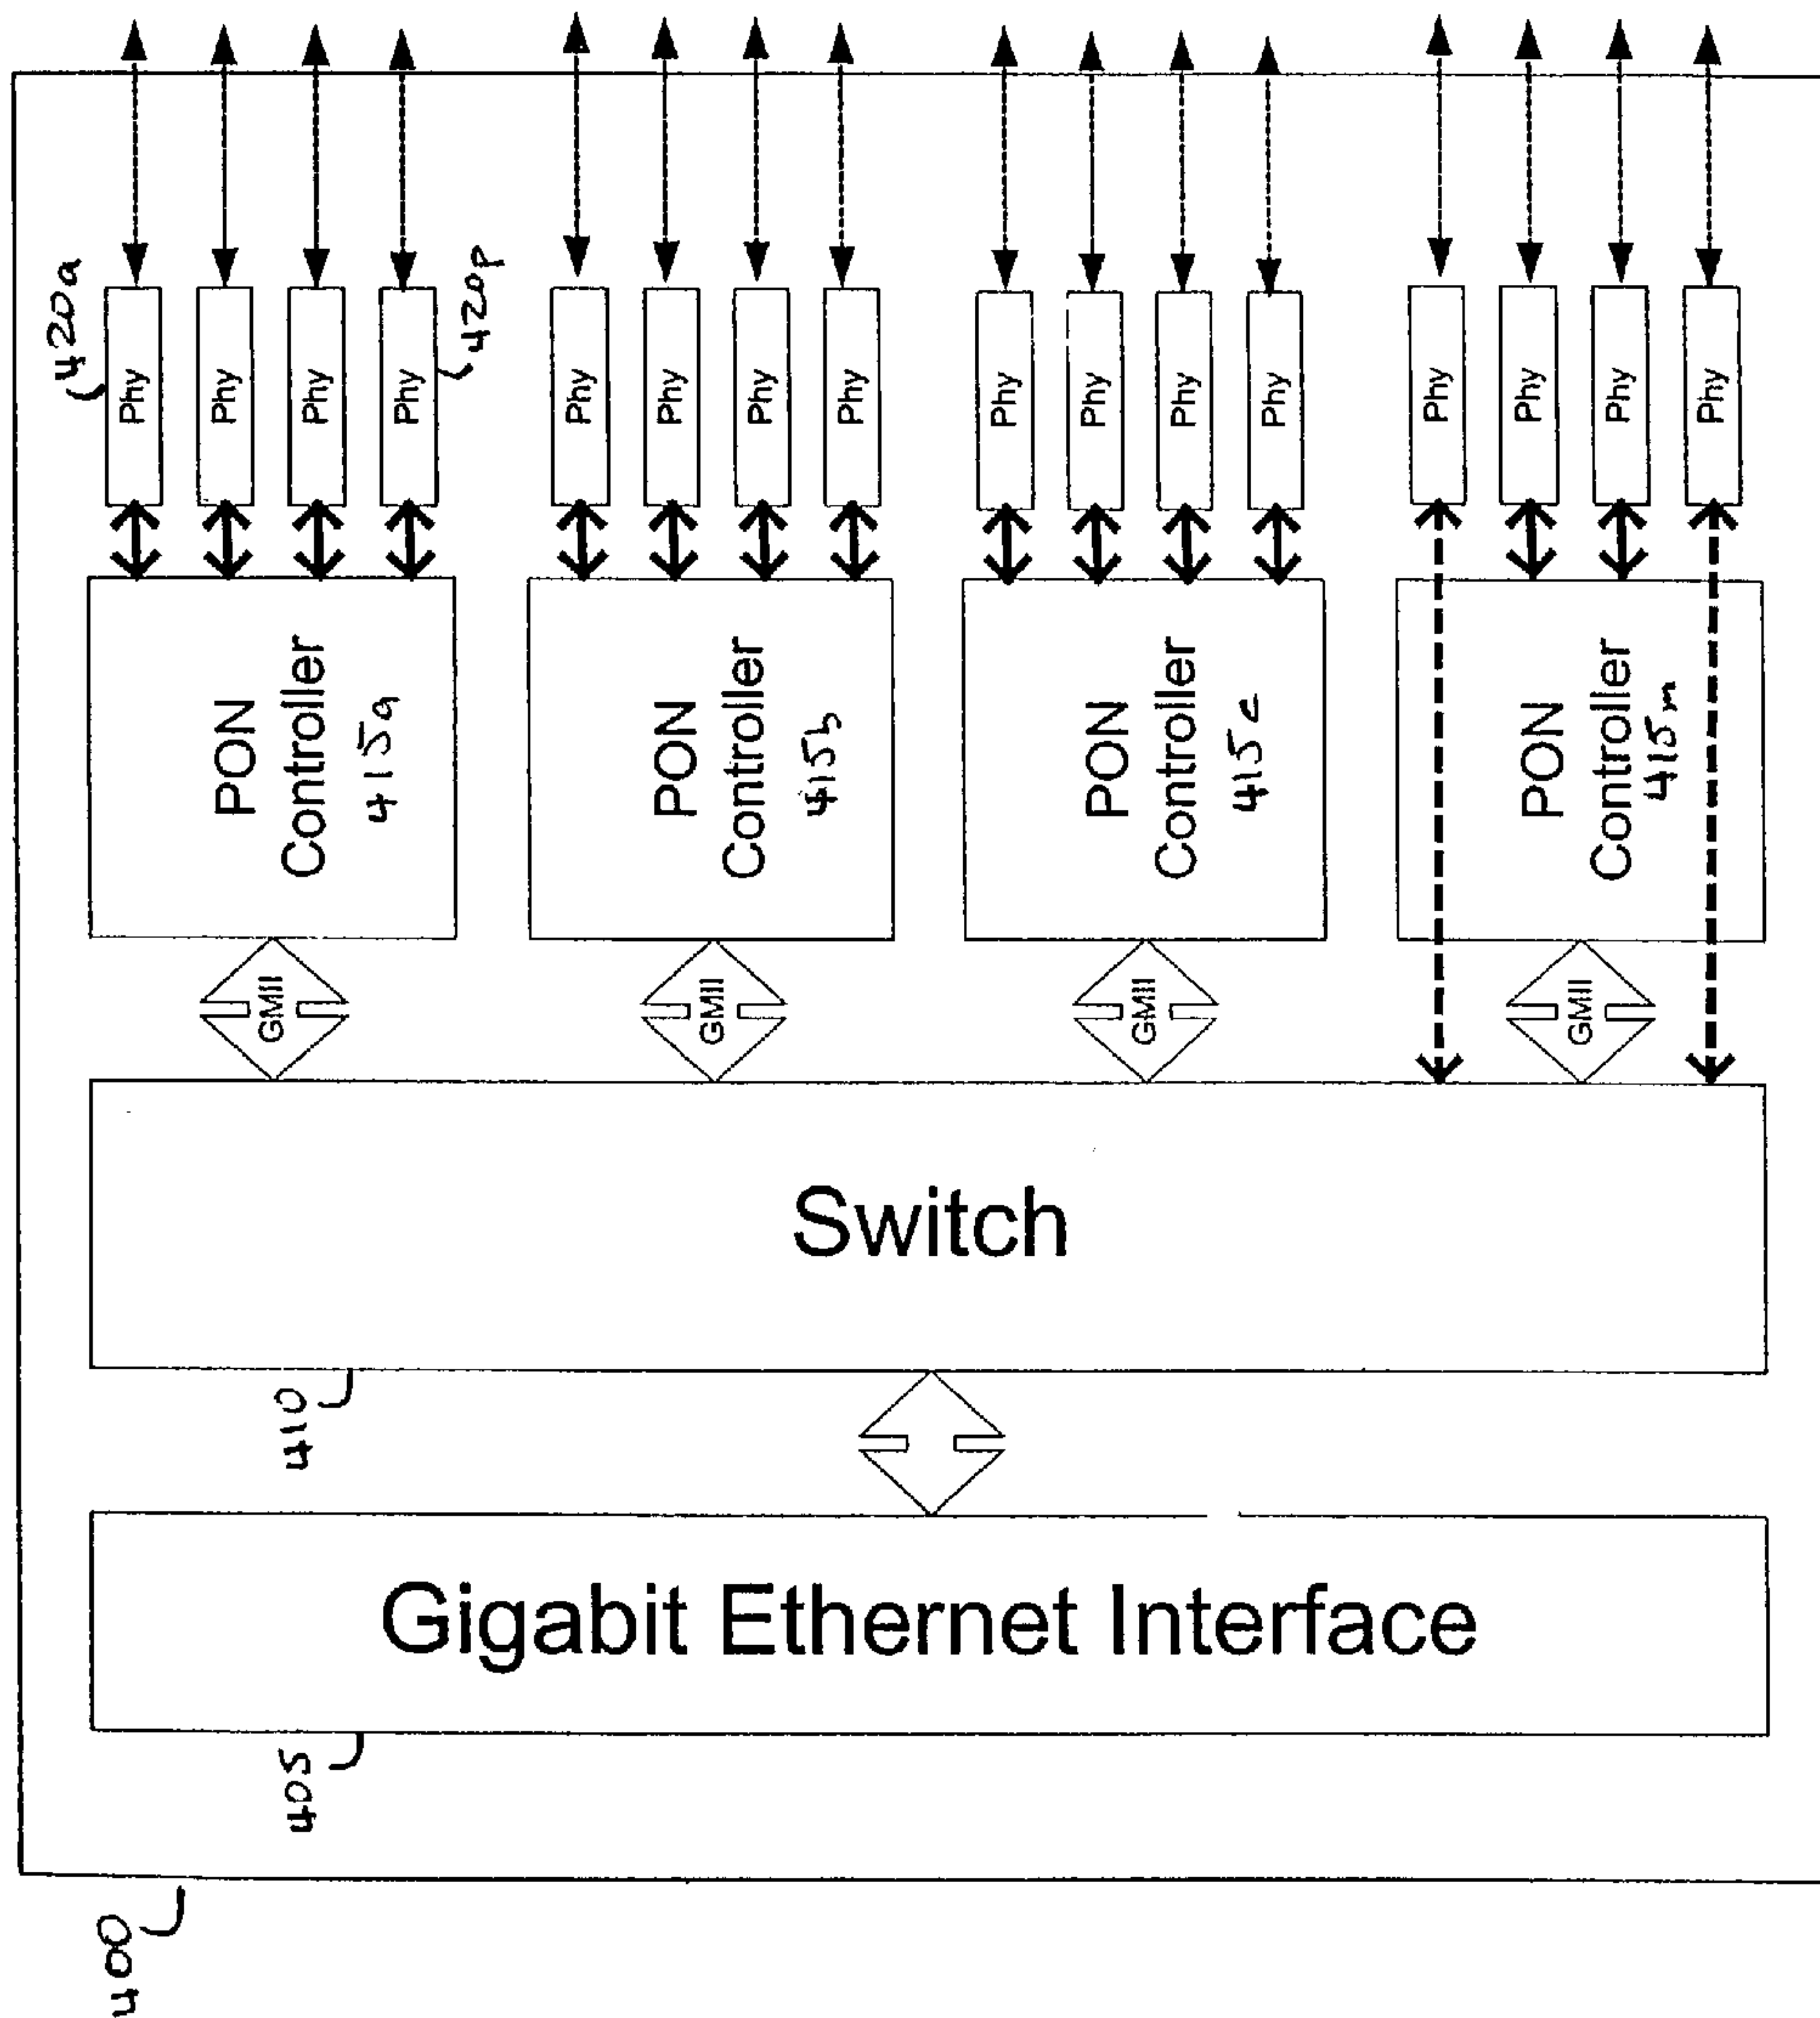 420a
Phy
Phy
Phy
Phy
420p
Phy
Phy
Phy
Phy
Phy
Phy
Phy
Phy
Phy
Phy
Phy
Phy
PON
Controller
415a
PON
Controller
415b
PON
Controller
415c
PON
Controller
415m
GMII
GMII
GMII
GMII
Switch
410
Gigabit Ethernet Interface
405
400